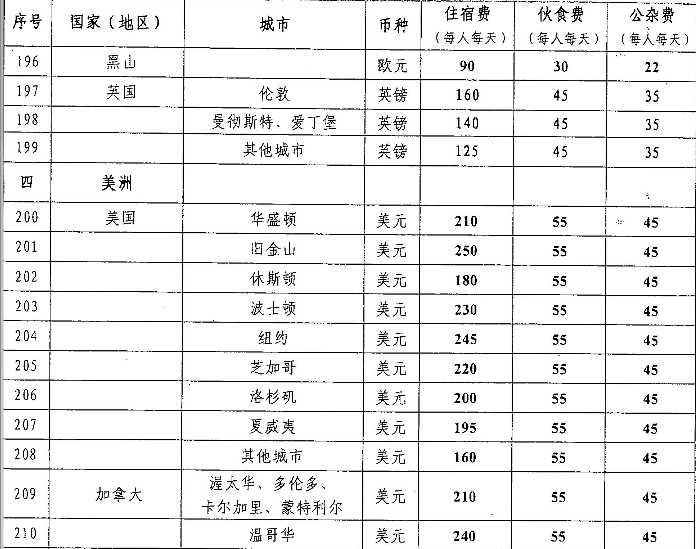 序号 国家（地区） 城市 币种 住宿费（每人每天） 伙食费（每人每天） 公杂费（每人每天）
196 黑山 欧元 90 30 22
197 英国 伦敦 英镑 160 45 35
198 曼彻斯特、爱丁堡 英镑 140 45 35
199 其他城市 英镑 125 45 35
四 美洲
200 美国 华盛顿 美元 210 55 45
201 旧金山 美元 250 55 45
202 休斯顿 美元 180 55 45
203 波士顿 美元 230 55 45
204 纽约 美元 245 55 45
205 芝加哥 美元 220 55 45
206 洛杉矶 美元 200 55 45
207 夏威夷 美元 195 55 45
208 其他城市 美元 160 55 45
209 加拿大 渥太华、多伦多、卡尔加里、蒙特利尔 美元 210 55 45
210 温哥华 美元 240 55 45